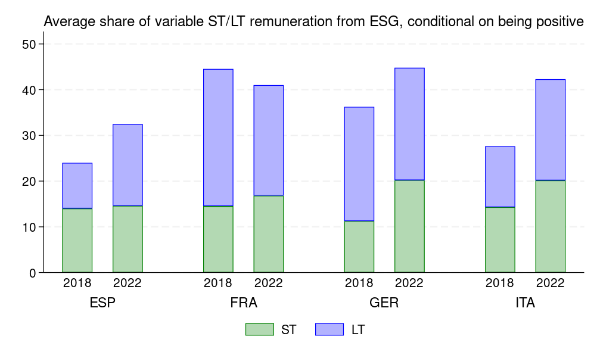 Average share of variable ST/LT remuneration from ESG, conditional on being positive
50
40
30
20
10
0
2018 2022 2018 2022 2018 2022 2018 2022
ESP FRA GER ITA
ST LT